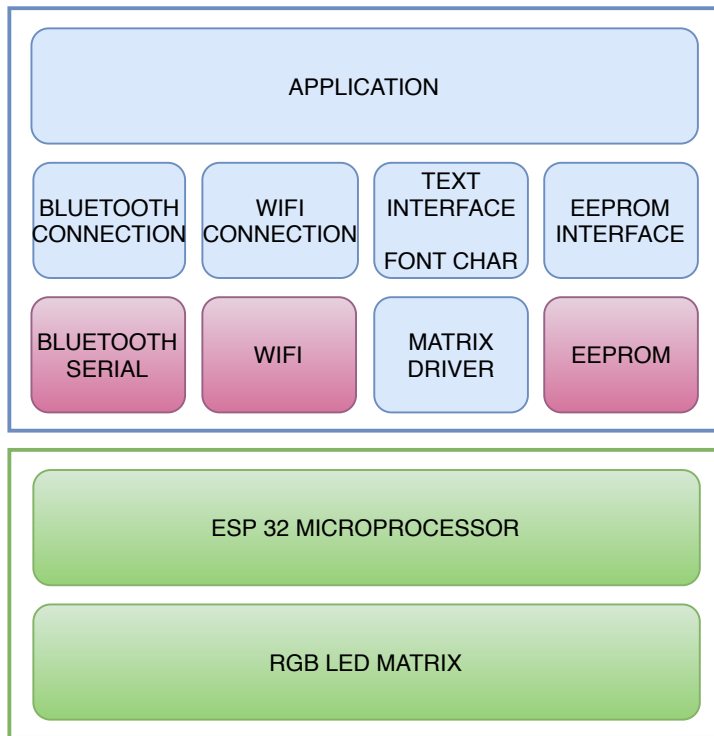 APPLICATION
BLUETOOTH
CONNECTION
WIFI
CONNECTION
TEXT
INTERFACE
FONT CHAR
EEPROM
INTERFACE
BLUETOOTH
SERIAL
WIFI
MATRIX
DRIVER
EEPROM
ESP 32 MICROPROCESSOR
RGB LED MATRIX